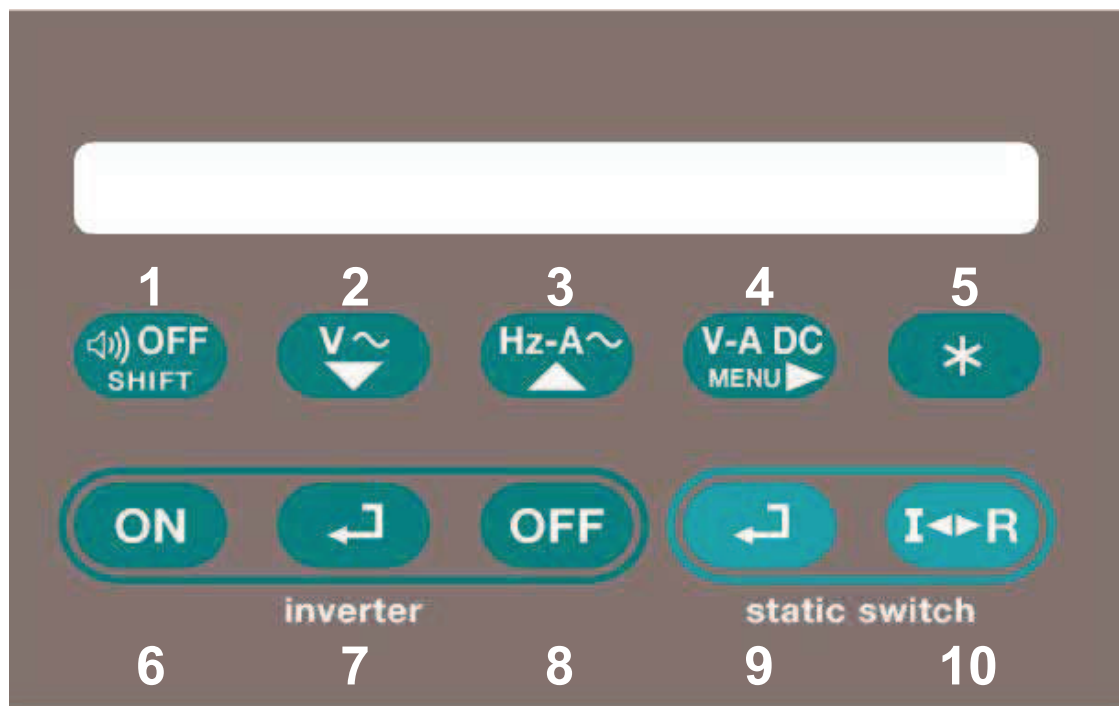 1 2 3 4 5
OFF V~ Hz-A~ V-A DC *
SHIFT MENU
ON OFF I◄►R
inverter static switch
6 7 8 9 10